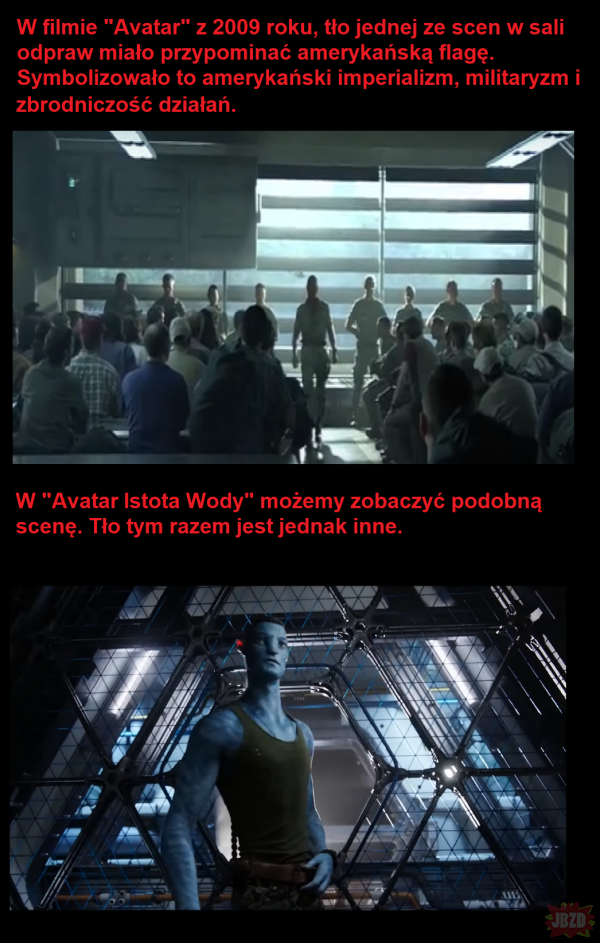 W filmie "Avatar" z 2009 roku, tło jednej ze scen w sali
odpraw miało przypominać amerykańską flagę.
Symbolizowało to amerykański imperializm, militaryzm i
zbrodniczość działań.
W "Avatar Istota Wody" możemy zobaczyć podobną
scenę. Tło tym razem jest jednak inne.
JBZD